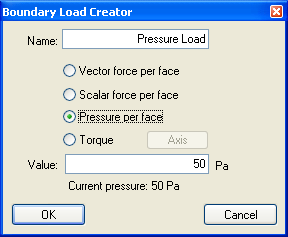 Boundary Load Creator
Name: Pressure Load
Vector force per face
Scalar force per face
Pressure per face
Torque Axis
Value: 50 Pa
Current pressure: 50 Pa
OK Cancel